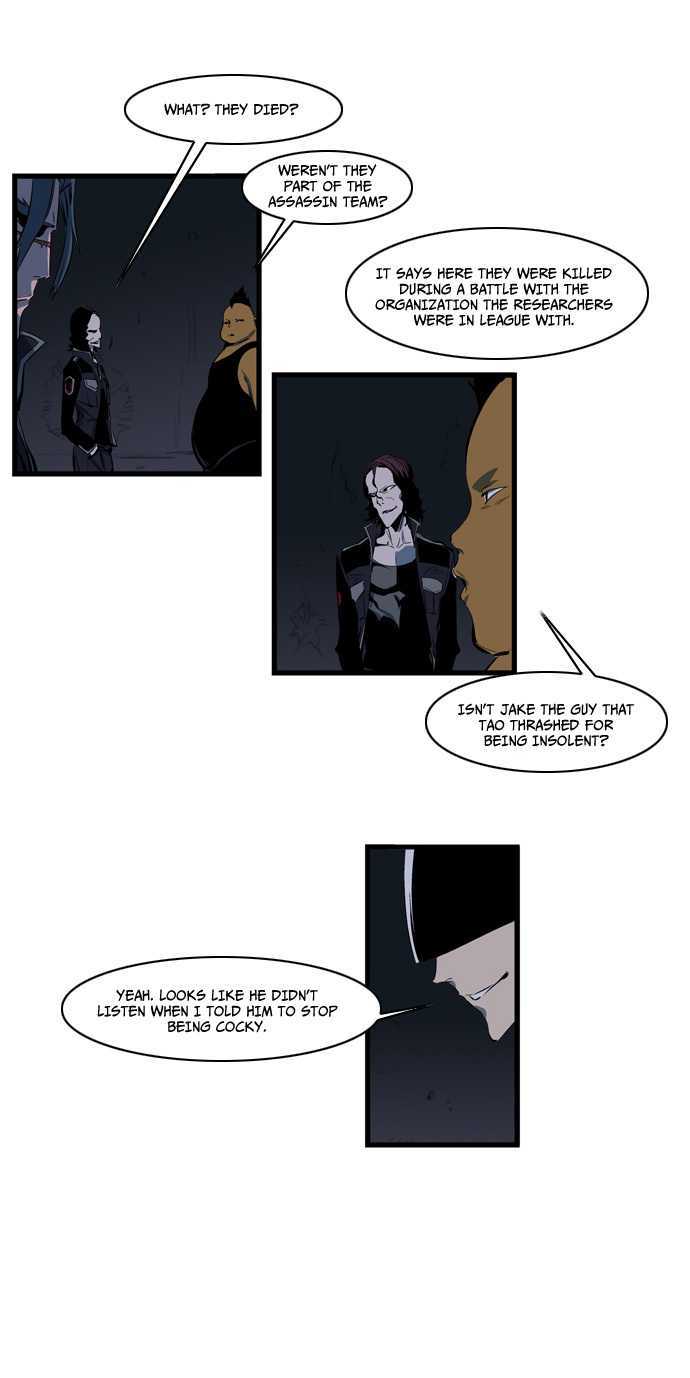 WHAT? THEY DIED?
WEREN'T THEY
PART OF THE
ASSASSIN TEAM?
IT SAYS HERE THEY WERE KILLED
DURING A BATTLE WITH THE
ORGANIZATION THE RESEARCHERS
WERE IN LEAGUE WITH.
ISN'T JAKE THE GUY THAT
TAO THRASHED FOR
BEING INSOLENT?
YEAH. LOOKS LIKE HE DIDN'T
LISTEN WHEN I TOLD HIM TO STOP
BEING COCKY.